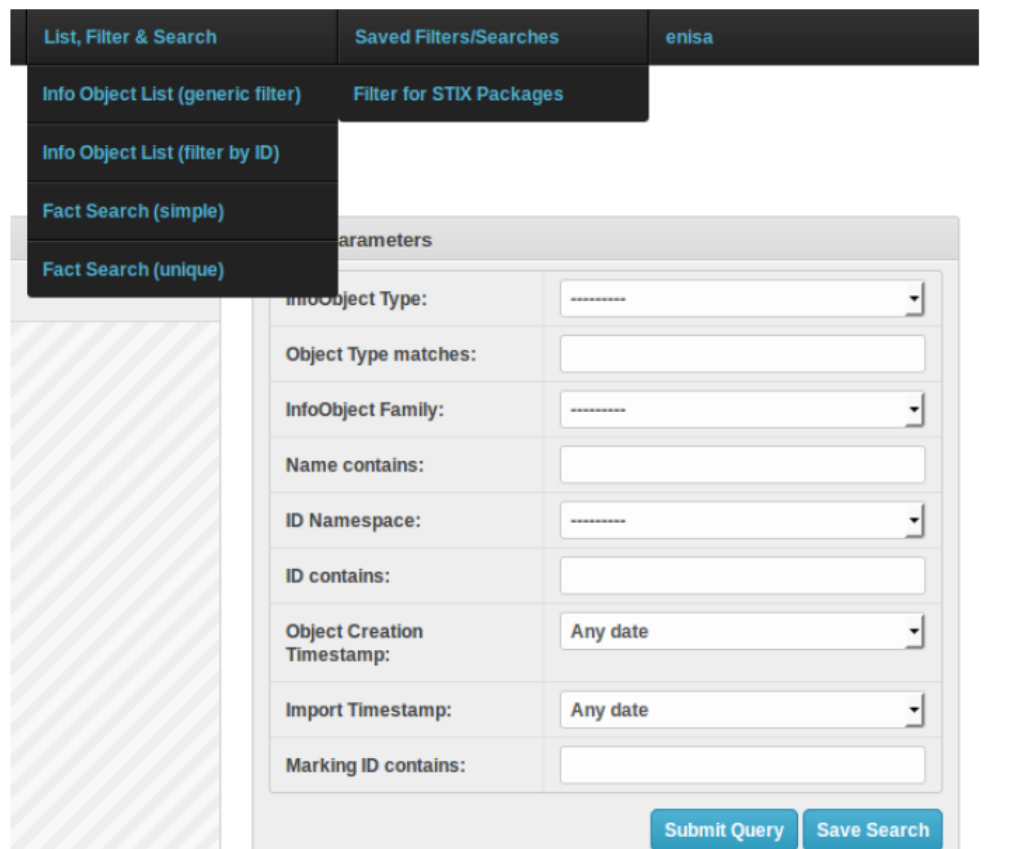 List, Filter & Search
Saved Filters/Searches
enisa
Info Object List (generic filter)
Filter for STIX Packages
Info Object List (filter by ID)
Fact Search (simple)
Fact Search (unique)
arameters
InfoObject Type:
---------
Object Type matches:
InfoObject Family:
---------
Name contains:
ID Namespace:
---------
ID contains:
Object Creation
Timestamp:
Any date
Import Timestamp:
Any date
Marking ID contains:
Submit Query
Save Search